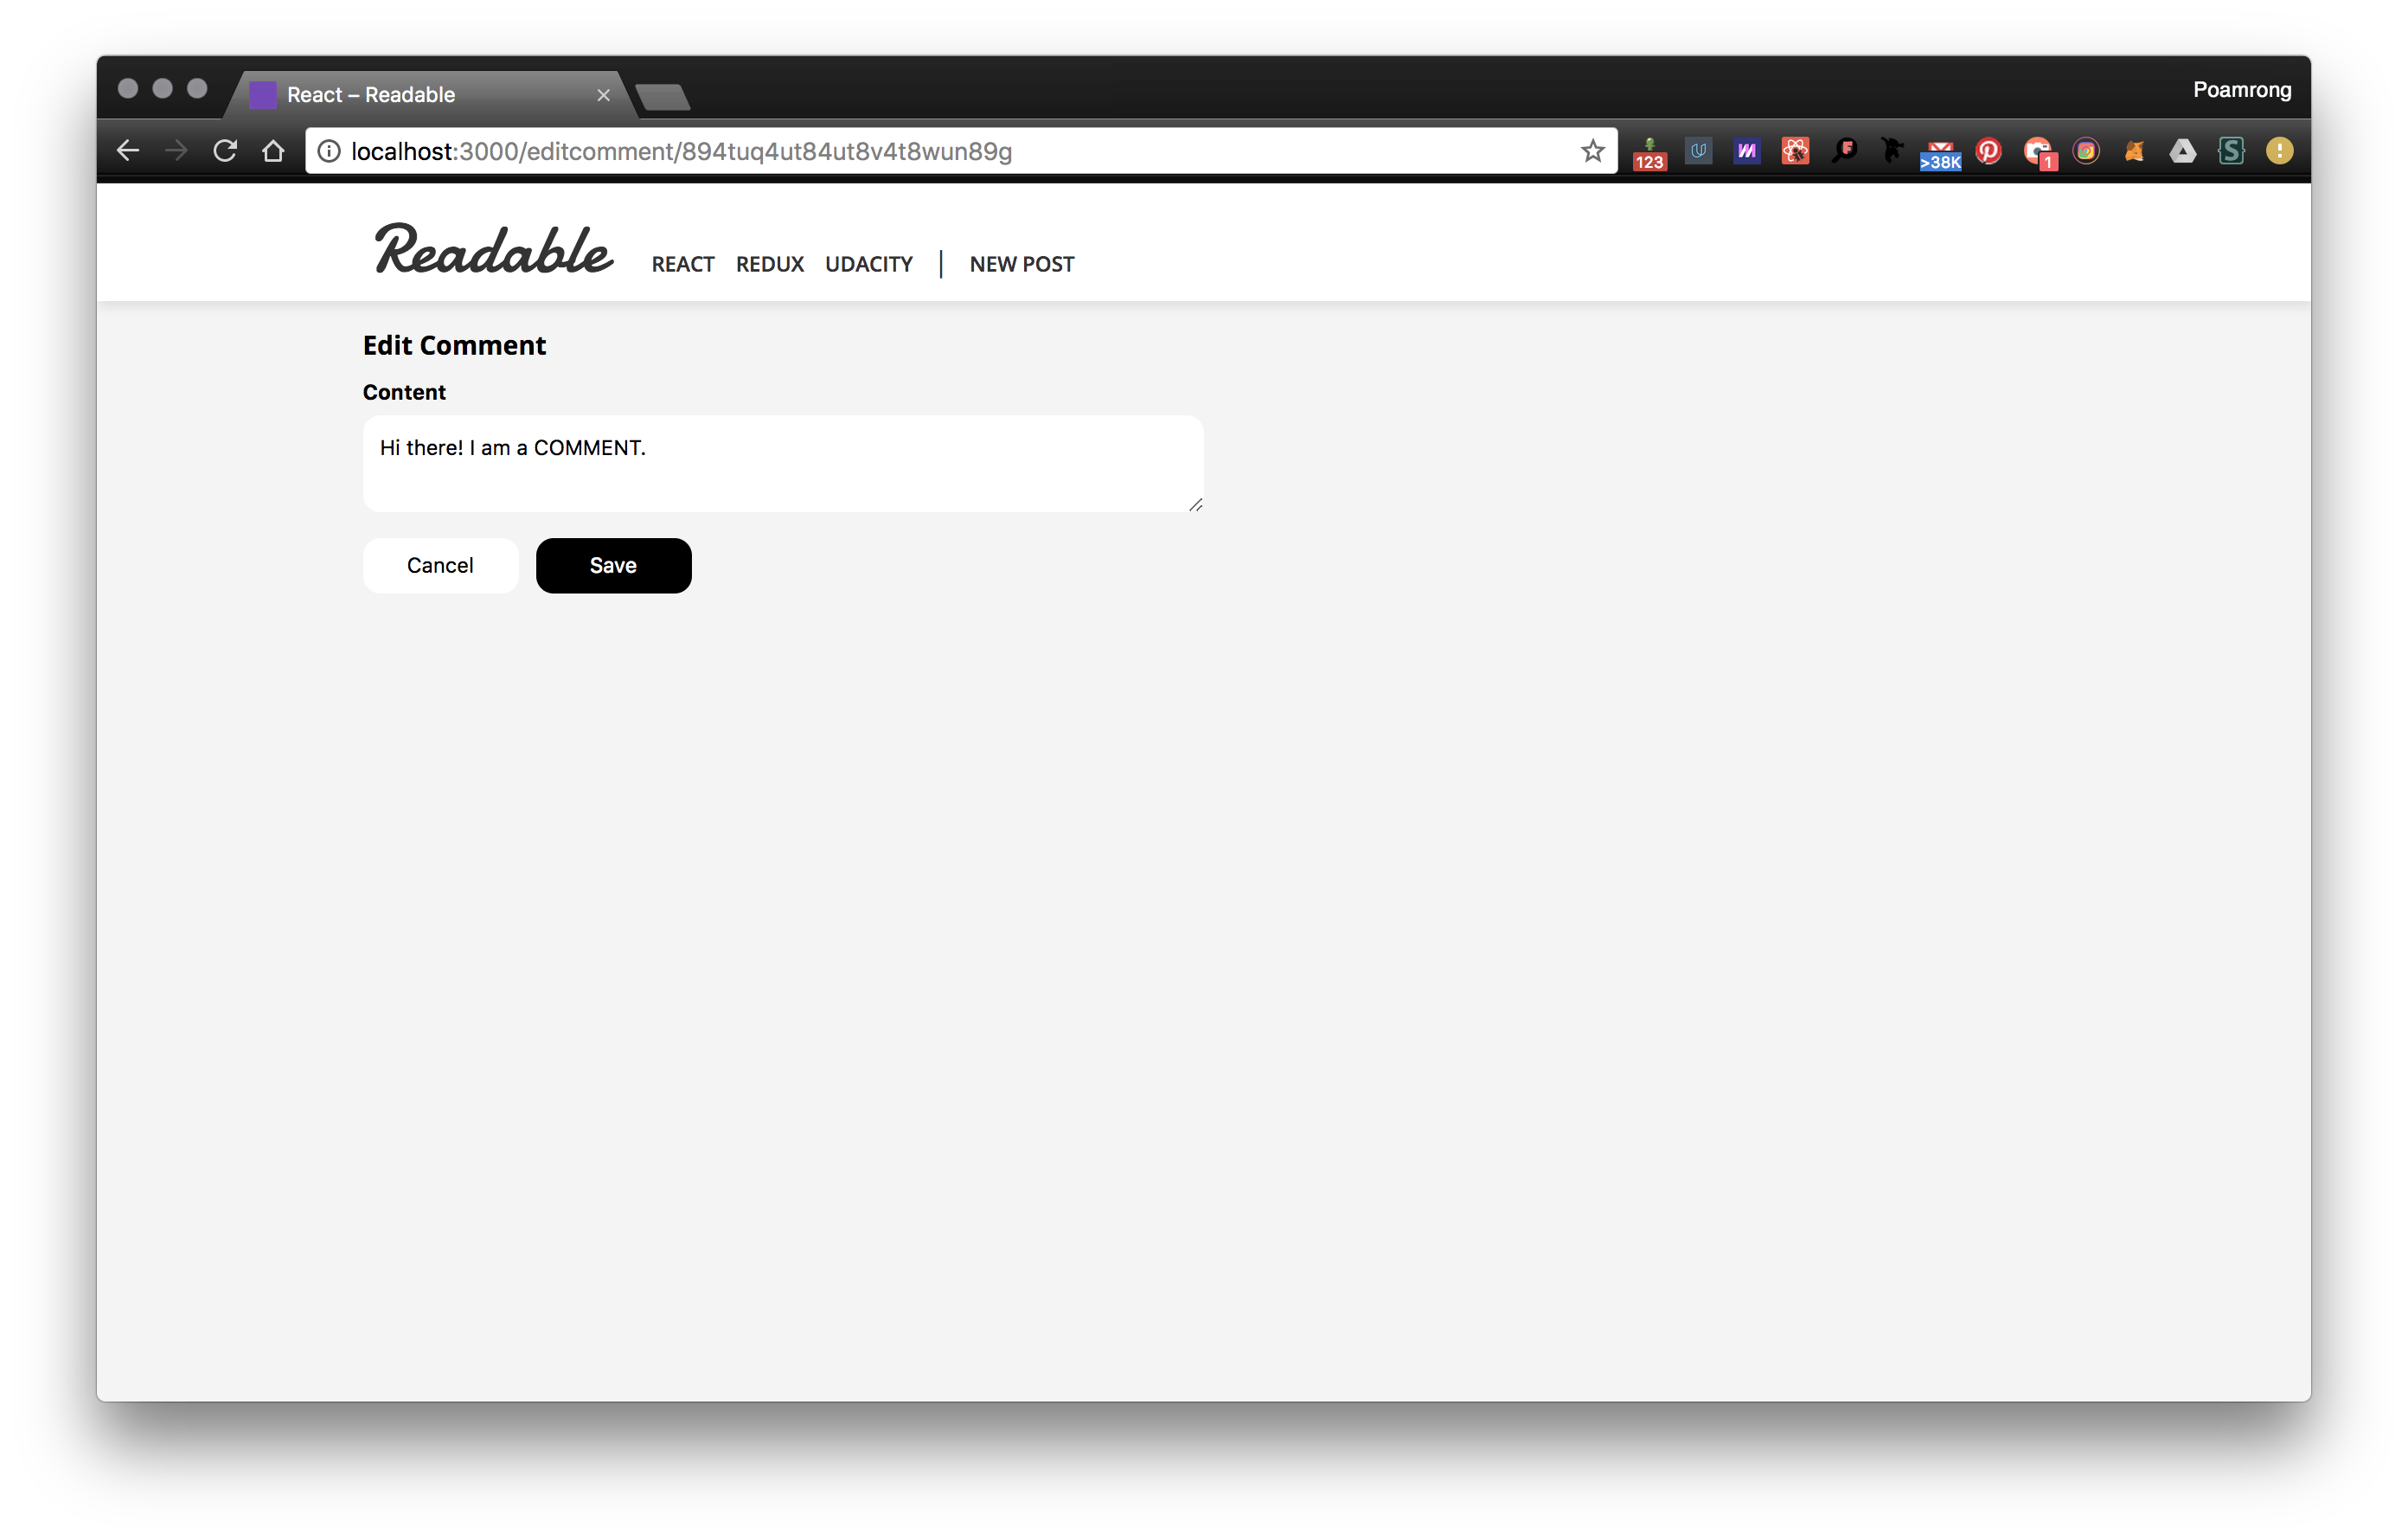 React – Readable
Poamrong
localhost:3000/editcomment/894tuq4ut84ut8v4t8wun89g
123
>38K
1
Readable REACT REDUX UDACITY | NEW POST
Edit Comment
Content
Hi there! I am a COMMENT.
Cancel Save